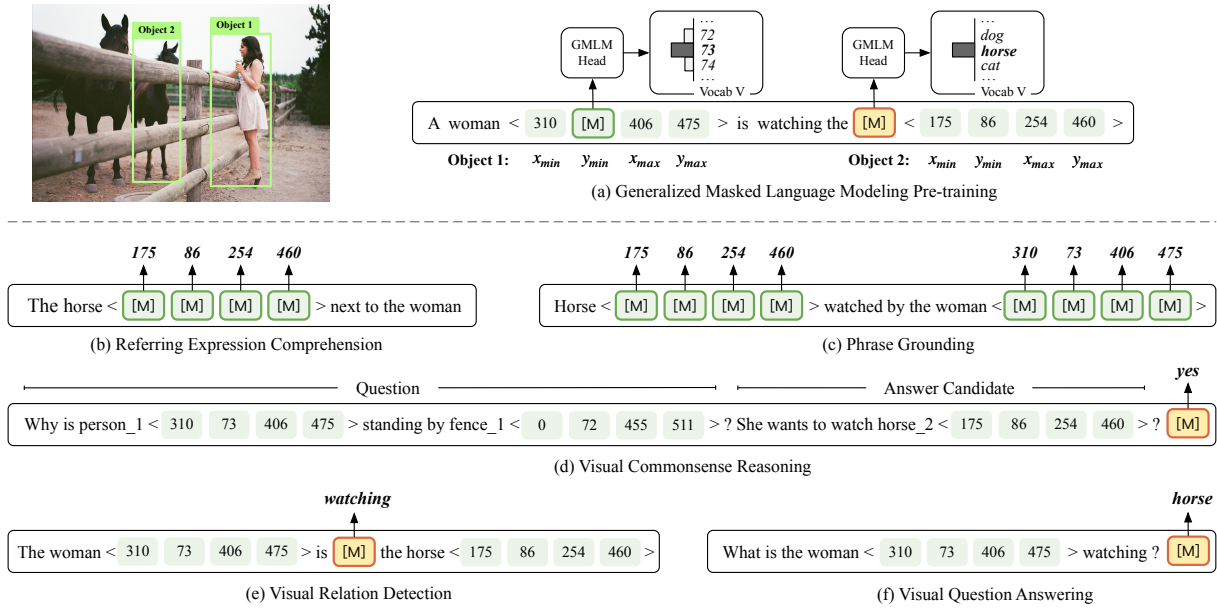 Object 2
Object 1
GMLM Head
...
72
73
74
...
Vocab V
GMLM Head
...
dog
horse
cat
...
Vocab V
A woman < 310 [M] 406 475 > is watching the [M] < 175 86 254 460 >
Object 1: x_min y_min x_max y_max Object 2: x_min y_min x_max y_max
(a) Generalized Masked Language Modeling Pre-training
175 86 254 460
The horse < [M] [M] [M] [M] > next to the woman
(b) Referring Expression Comprehension
175 86 254 460 310 73 406 475
Horse < [M] [M] [M] [M] > watched by the woman < [M] [M] [M] [M] >
(c) Phrase Grounding
Question Answer Candidate yes
Why is person_1 < 310 73 406 475 > standing by fence_1 < 0 72 455 511 > ? She wants to watch horse_2 < 175 86 254 460 > ? [M]
(d) Visual Commonsense Reasoning
watching
The woman < 310 73 406 475 > is [M] the horse < 175 86 254 460 >
(e) Visual Relation Detection
horse
What is the woman < 310 73 406 475 > watching ? [M]
(f) Visual Question Answering